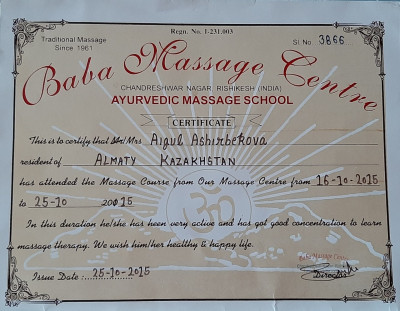 Regn. No. 1-231.003
Traditional Massage
Since 1961
Sl. No. 3866
Baba Massage Centre
CHANDRESHWAR NAGAR, RISHIKESH (INDIA)
AYURVEDIC MASSAGE SCHOOL
CERTIFICATE
This is to certify that Mr/Mrs Aigul Ashirbekova
resident of ALMATY KAZAKHSTAN
has attended the Massage Course from Our Massage Centre from 16-10-2015
to 25-10 20015
In this duration he/she has been very active and has got good concentration to learn
massage therapy. We wish him/her healthy & happy life.
Baba Massage Centre
Issue Date : 25-10-2015
Director